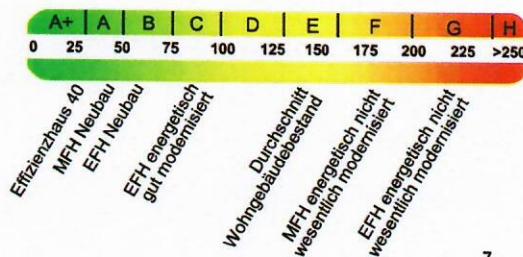 A+ A B C D E F G H
0 25 50 75 100 125 150 175 200 225 >250
Effizienzhaus 40
MFH Neubau
EFH Neubau
EFH energetisch
gut modernisiert
Durchschnitt
Wohngebäudebestand
MFH energetisch nicht
wesentlich modernisiert
EFH energetisch nicht
wesentlich modernisiert
7